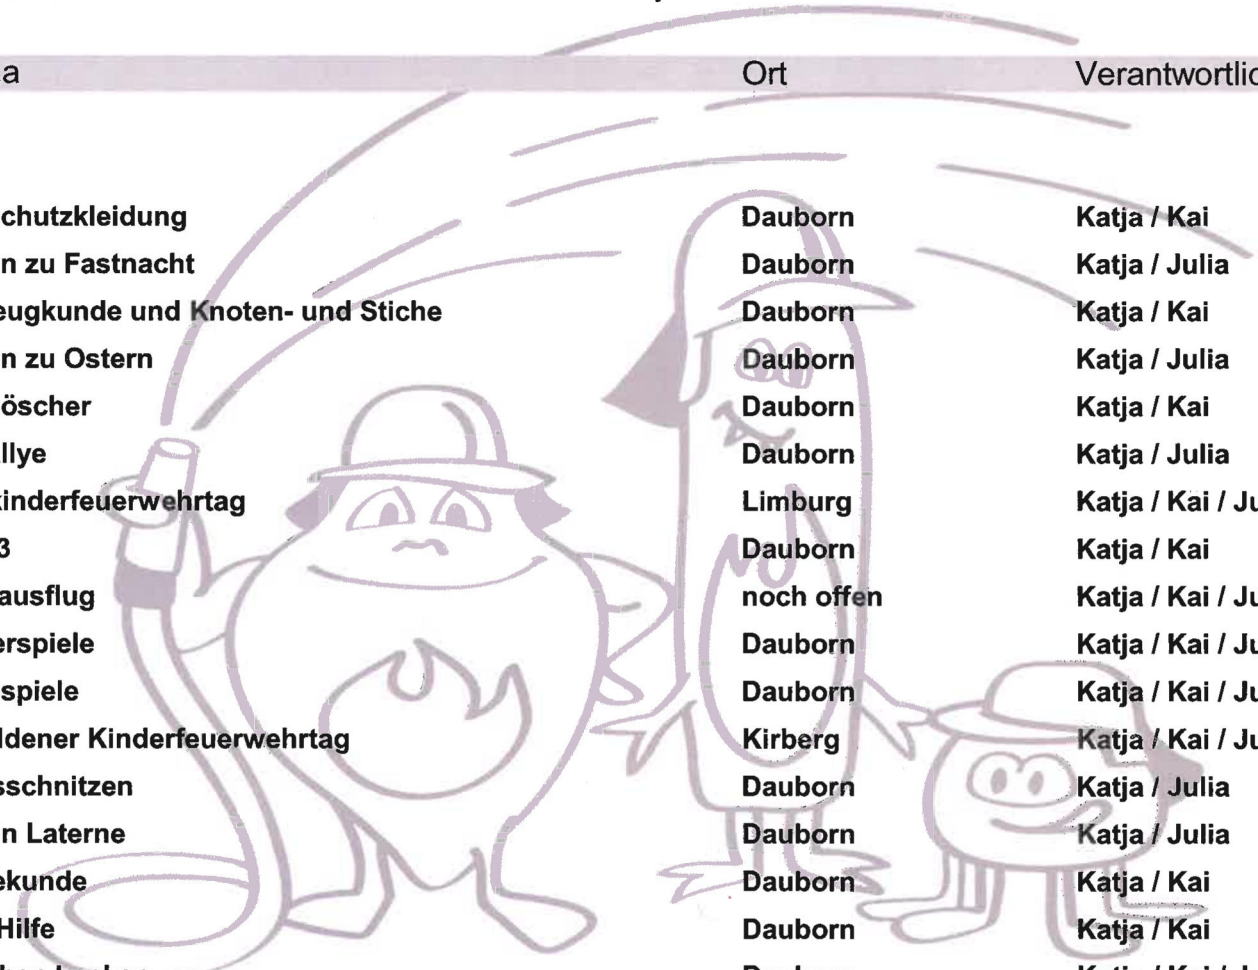 a Ort Verantwortlic
chutzkleidung Dauborn Katja / Kai
n zu Fastnacht Dauborn Katja / Julia
eugkunde und Knoten- und Stiche Dauborn Katja / Kai
n zu Ostern Dauborn Katja / Julia
öscher Dauborn Katja / Kai
llye Dauborn Katja / Julia
kinderfeuerwehrtag Limburg Katja / Kai / Ju
3 Dauborn Katja / Kai
ausflug noch offen Katja / Kai / Ju
erspiele Dauborn Katja / Kai / Ju
spiele Dauborn Katja / Kai / Ju
ldener Kinderfeuerwehrtag Kirberg Katja / Kai / Ju
sschnitzen Dauborn Katja / Julia
n Laterne Dauborn Katja / Julia
ekunde Dauborn Katja / Kai
Hilfe Dauborn Katja / Kai